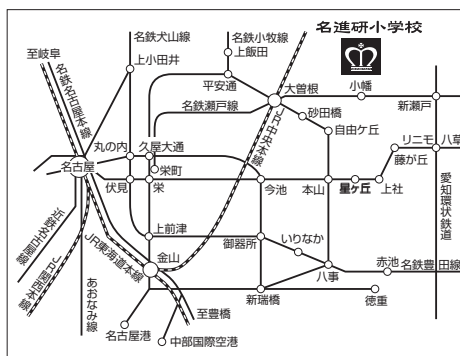 名進研小学校
至岐阜
名鉄犬山線
上小田井
名鉄小牧線
上飯田
平安通
名鉄名古屋本線
名鉄瀬戸線
大曽根
小幡
新瀬戸
砂田橋
自由ケ丘
JR中央本線
丸の内
久屋大通
リニモ
八草
藤が丘
名古屋
栄町
伏見
栄
今池
本山
星ヶ丘
上社
愛知環状鉄道
近鉄名古屋線
JR関西本線
あおなみ線
JR東海道本線
上前津
金山
御器所
いりなか
八事
赤池
名鉄豊田線
新瑞橋
徳重
至豊橋
名古屋港
中部国際空港